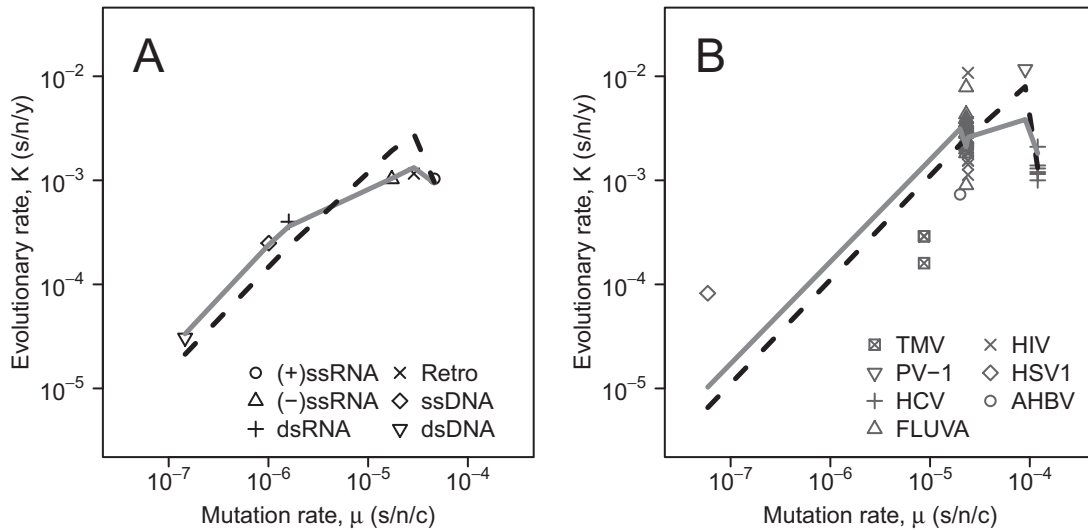 A
Evolutionary rate, K (s/n/y)
10⁻²
10⁻³
10⁻⁴
10⁻⁵
(+)ssRNA
(−)ssRNA
dsRNA
Retro
ssDNA
dsDNA
10⁻⁷ 10⁻⁶ 10⁻⁵ 10⁻⁴
Mutation rate, μ (s/n/c)
B
Evolutionary rate, K (s/n/y)
10⁻²
10⁻³
10⁻⁴
10⁻⁵
TMV
PV−1
HCV
FLUVA
HIV
HSV1
AHBV
10⁻⁷ 10⁻⁶ 10⁻⁵ 10⁻⁴
Mutation rate, μ (s/n/c)